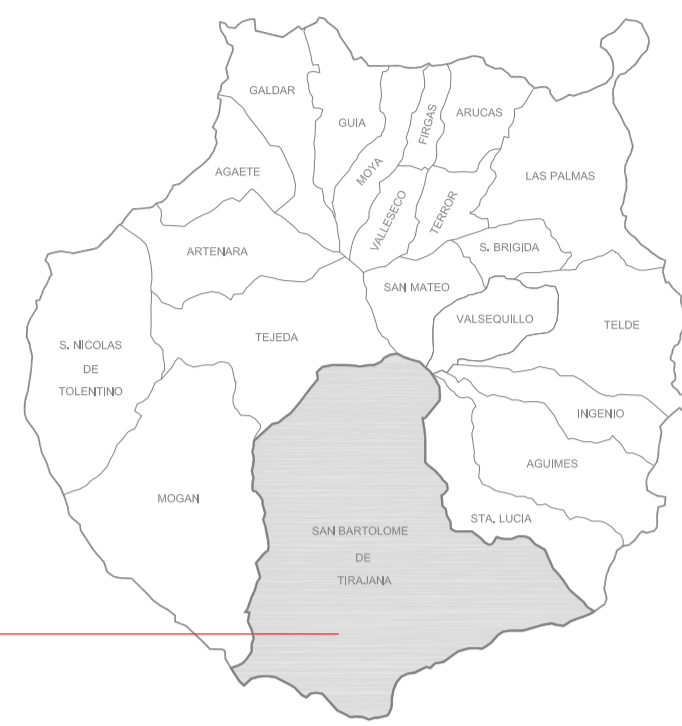 GALDAR
GUIA
FIRGAS
ARUCAS
MOYA
AGAETE
LAS PALMAS
VALLESECO
TERROR
ARTENARA
S. BRIGIDA
SAN MATEO
VALSEQUILLO
TELDE
TEJEDA
S. NICOLAS
DE
TOLENTINO
INGENIO
AGUIMES
MOGAN
STA. LUCIA
SAN BARTOLOME
DE
TIRAJANA